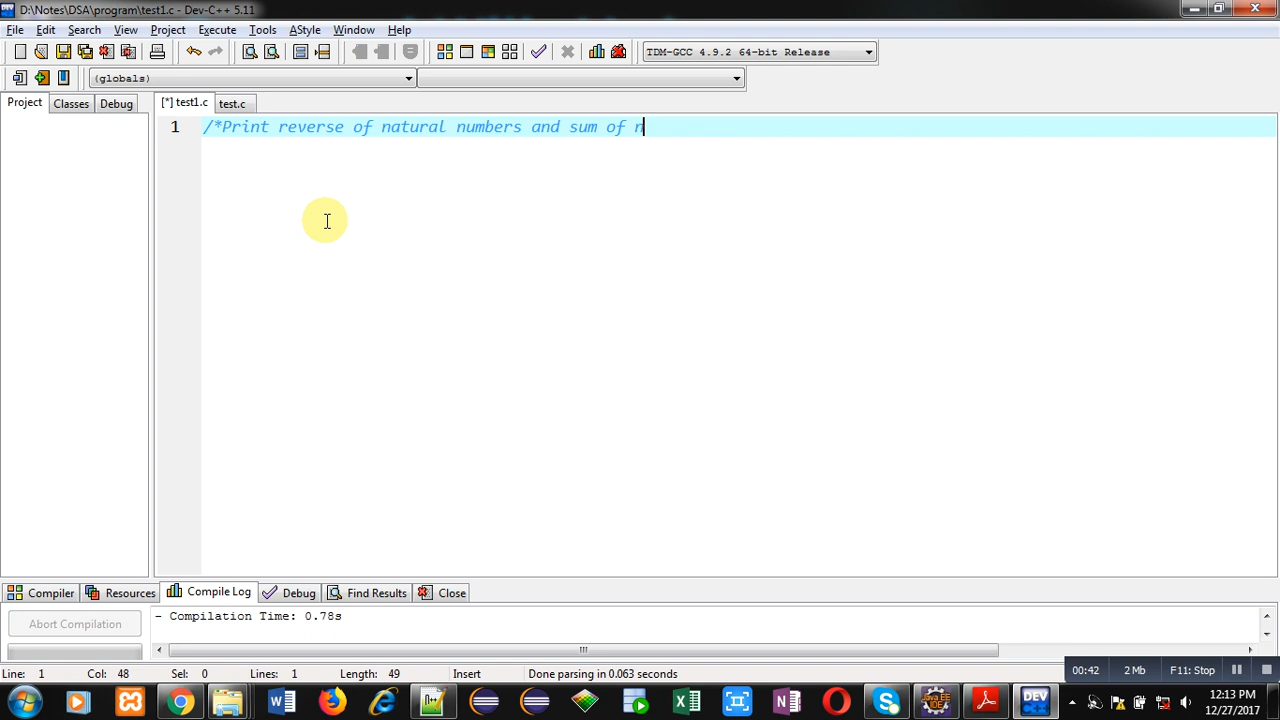 D:\Notes\DSA\program\test1.c - Dev-C++ 5.11
File Edit Search View Project Execute Tools AStyle Window Help
TDM-GCC 4.9.2 64-bit Release
(globals)
Project Classes Debug [*] test1.c test.c
1 /*Print reverse of natural numbers and sum of n
Compiler Resources Compile Log Debug Find Results Close
- Compilation Time: 0.78s
Abort Compilation
Line: 1 Col: 48 Sel: 0 Lines: 1 Length: 49 Insert Done parsing in 0.063 seconds
00:42 2 Mb F11: Stop
12:13 PM
12/27/2017